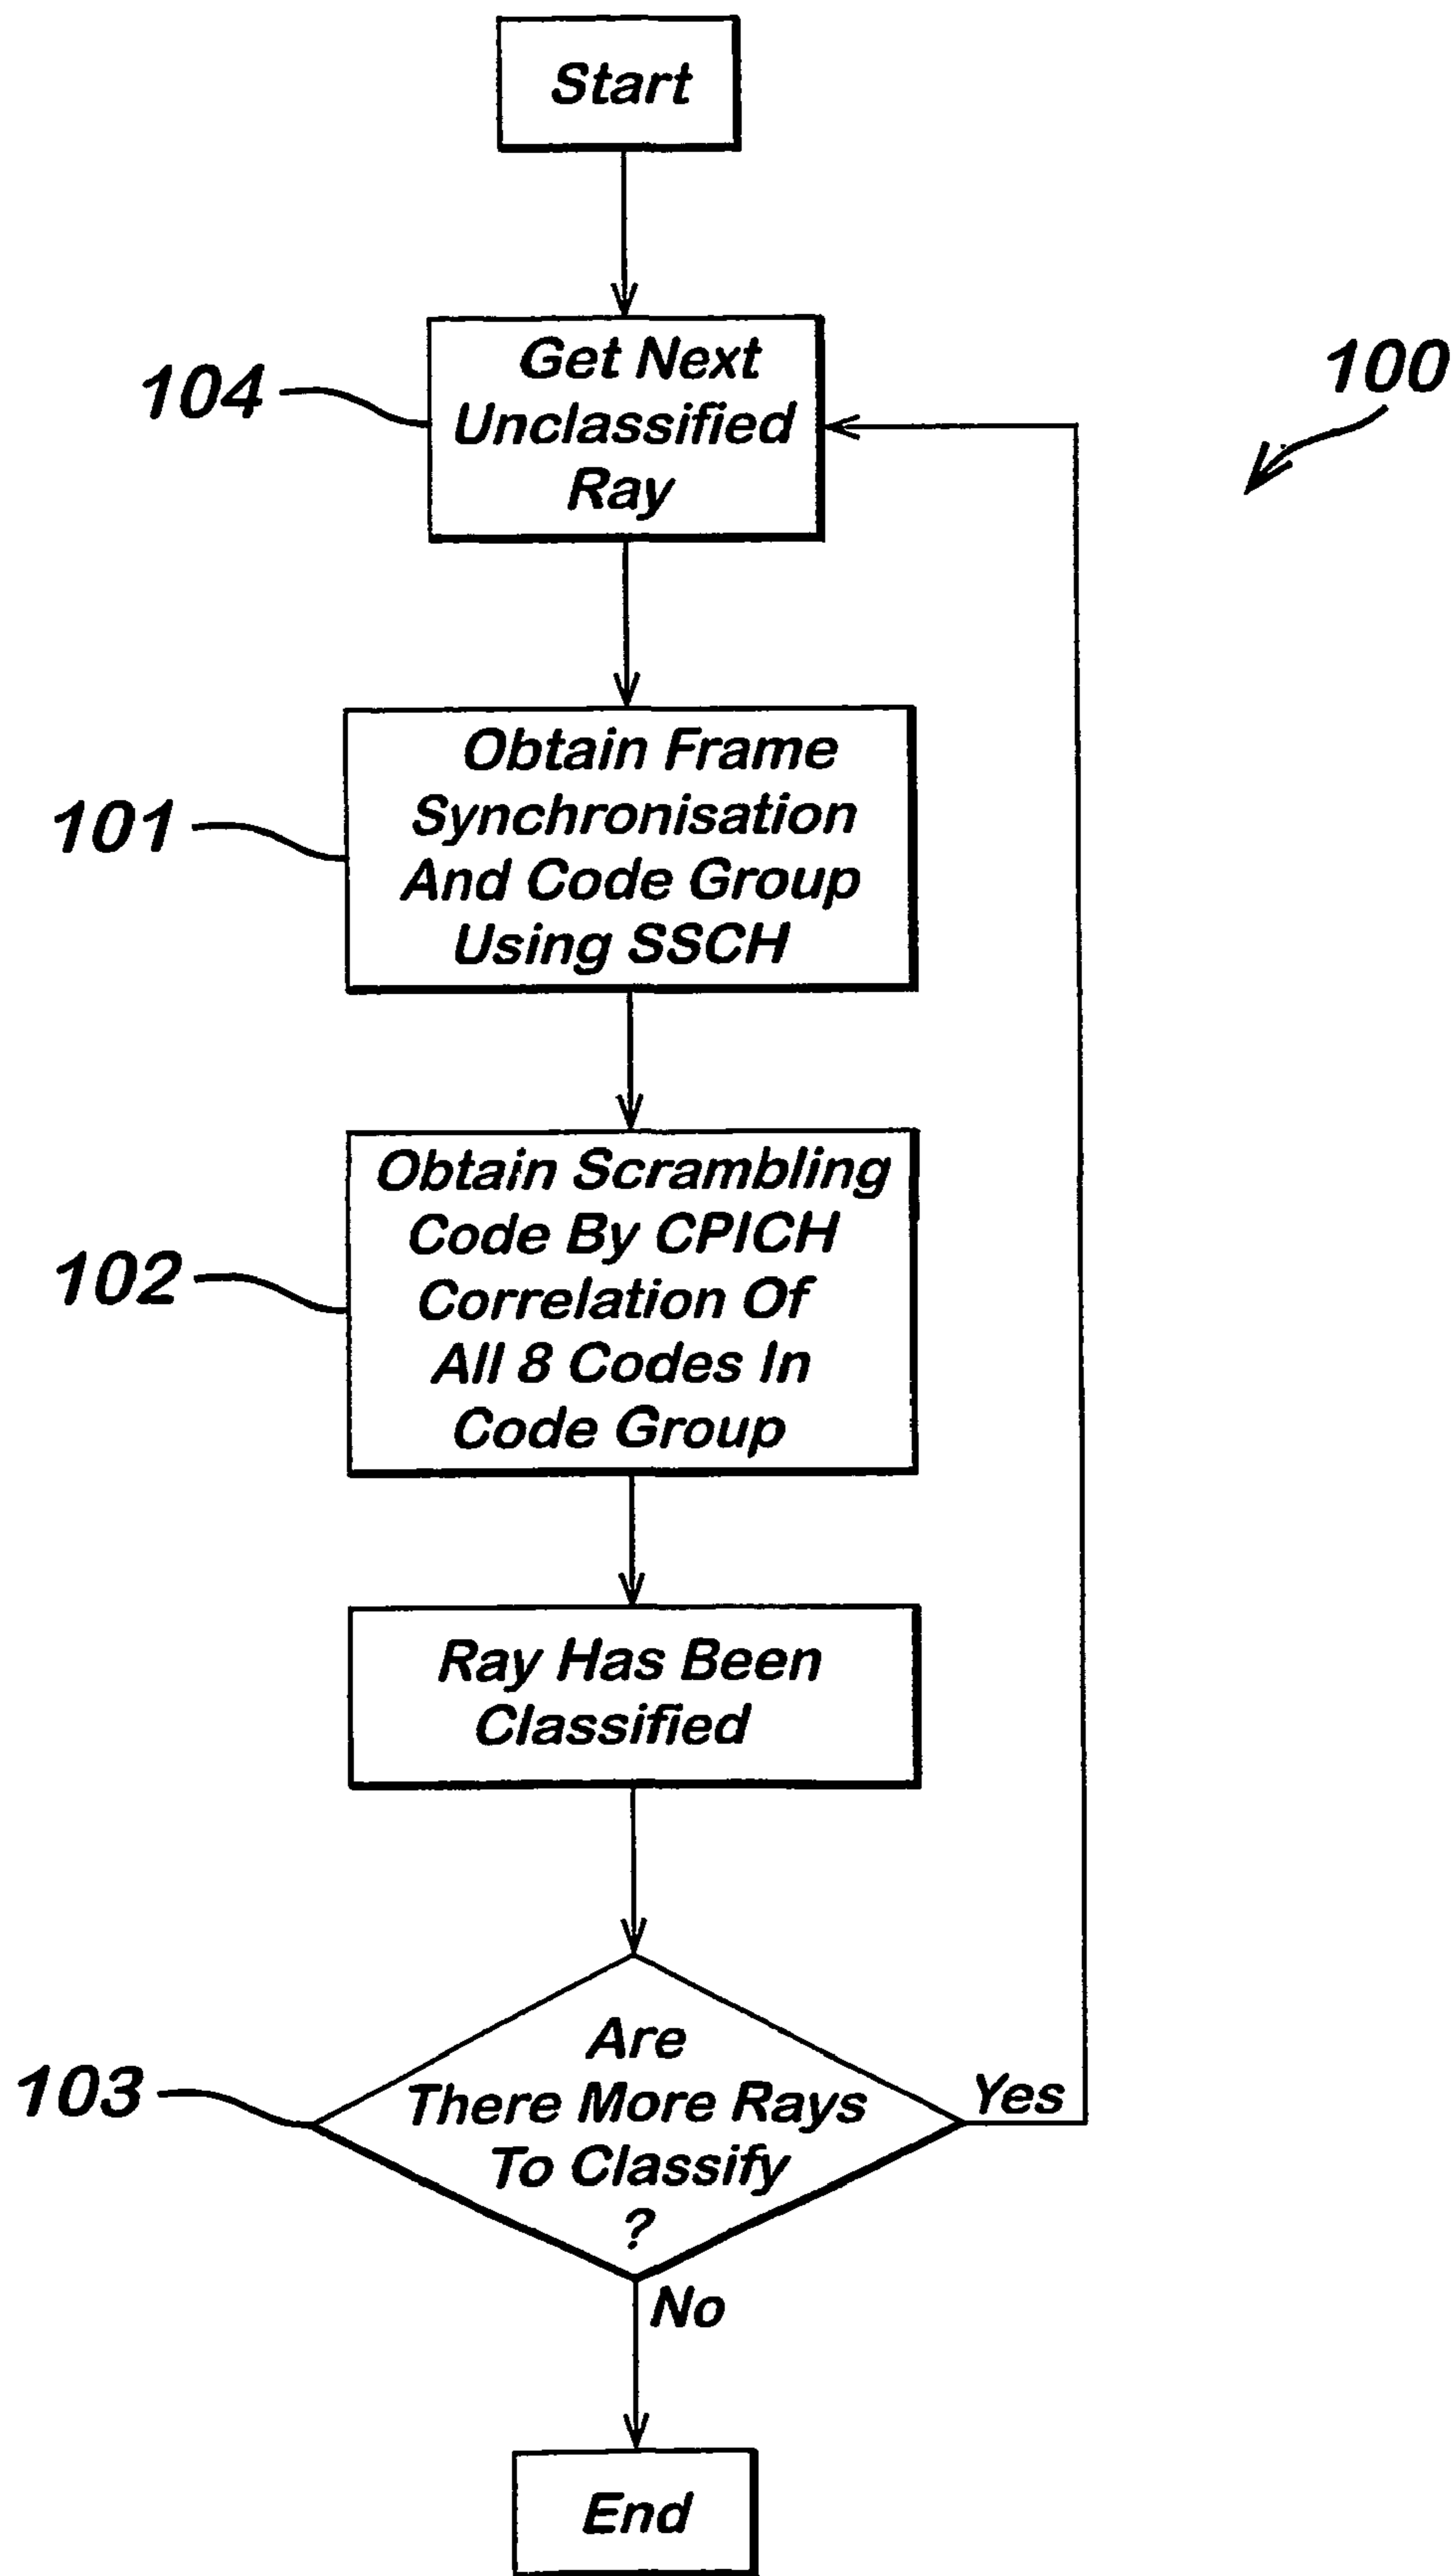 Start
Get Next
Unclassified
Ray
104
100
Obtain Frame
Synchronisation
And Code Group
Using SSCH
101
Obtain Scrambling
Code By CPICH
Correlation Of
All 8 Codes In
Code Group
102
Ray Has Been
Classified
Are
There More Rays
To Classify
?
103
Yes
No
End